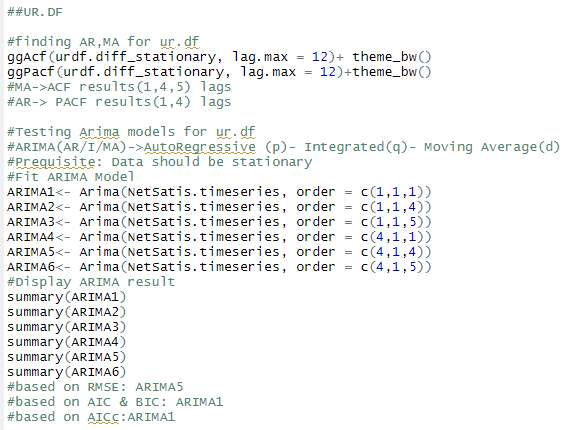 ##UR.DF
#finding AR,MA for ur.df
ggAcf(urdf.diff_stationary, lag.max = 12)+ theme_bw()
ggPacf(urdf.diff_stationary, lag.max = 12)+theme_bw()
#MA->ACF results(1,4,5) lags
#AR-> PACF results(1,4) lags
#Testing Arima models for ur.df
#ARIMA(AR/I/MA)->AutoRegressive (p)- Integrated(q)- Moving Average(d)
#Prequisite: Data should be stationary
#Fit ARIMA Model
ARIMA1<- Arima(NetSatis.timeseries, order = c(1,1,1))
ARIMA2<- Arima(NetSatis.timeseries, order = c(1,1,4))
ARIMA3<- Arima(NetSatis.timeseries, order = c(1,1,5))
ARIMA4<- Arima(NetSatis.timeseries, order = c(4,1,1))
ARIMA5<- Arima(NetSatis.timeseries, order = c(4,1,4))
ARIMA6<- Arima(NetSatis.timeseries, order = c(4,1,5))
#Display ARIMA result
summary(ARIMA1)
summary(ARIMA2)
summary(ARIMA3)
summary(ARIMA4)
summary(ARIMA5)
summary(ARIMA6)
#based on RMSE: ARIMA5
#based on AIC & BIC: ARIMA1
#based on AICc:ARIMA1